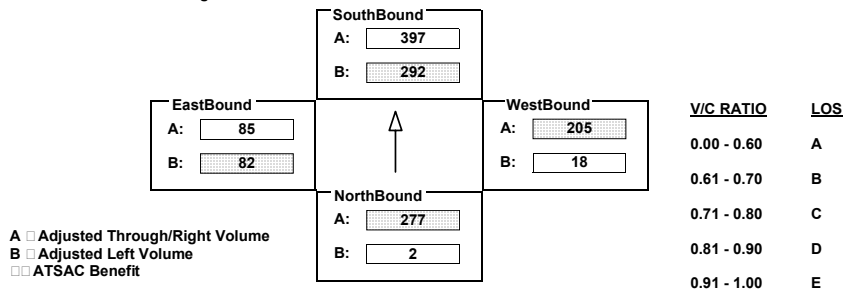 SouthBound
A: 397
B: 292
EastBound
A: 85
B: 82
WestBound
A: 205
B: 18
NorthBound
A: 277
B: 2
A □ Adjusted Through/Right Volume
B □ Adjusted Left Volume
□□ ATSAC Benefit
V/C RATIO LOS
0.00 - 0.60 A
0.61 - 0.70 B
0.71 - 0.80 C
0.81 - 0.90 D
0.91 - 1.00 E